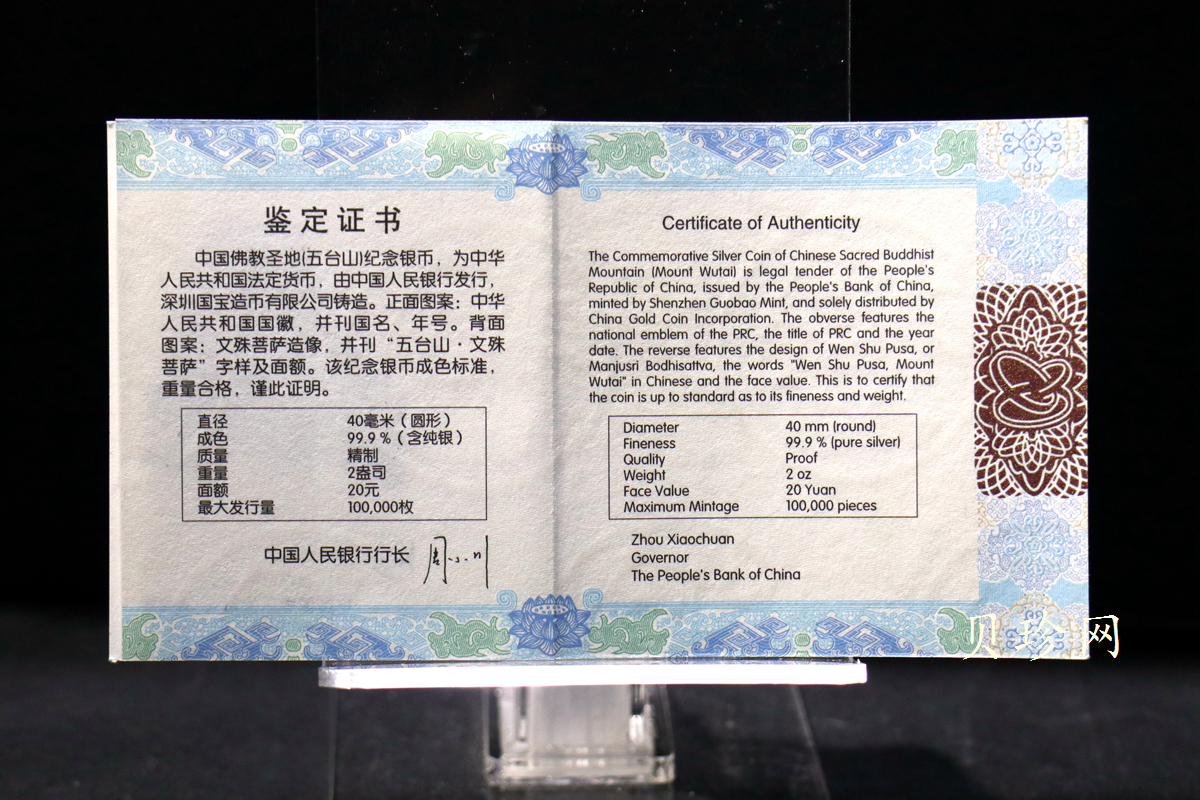 鉴定证书
中国佛教圣地(五台山)纪念银币，为中华
人民共和国法定货币，由中国人民银行发行，
深圳国宝造币有限公司铸造。正面图案：中华
人民共和国国徽，并刊国名、年号。背面
图案：文殊菩萨造像，并刊“五台山·文殊
菩萨”字样及面额。该纪念银币成色标准，
重量合格，谨此证明。
直径 40毫米（圆形）
成色 99.9％（含纯银）
质量 精制
重量 2盎司
面额 20元
最大发行量 100,000枚
中国人民银行行长 周小川
Certificate of Authenticity
The Commemorative Silver Coin of Chinese Sacred Buddhist
Mountain (Mount Wutai) is legal tender of the People's
Republic of China, issued by the People's Bank of China,
minted by Shenzhen Guobao Mint, and solely distributed by
China Gold Coin Incorporation. The obverse features the
national emblem of the PRC, the title of PRC and the year
date. The reverse features the design of Wen Shu Pusa, or
Manjusri Bodhisattva, the words "Wen Shu Pusa, Mount
Wutai" in Chinese and the face value. This is to certify that
the coin is up to standard as to its fineness and weight.
Diameter 40 mm (round)
Fineness 99.9 % (pure silver)
Quality Proof
Weight 2 oz
Face Value 20 Yuan
Maximum Mintage 100,000 pieces
Zhou Xiaochuan
Governor
The People's Bank of China
贝珍网